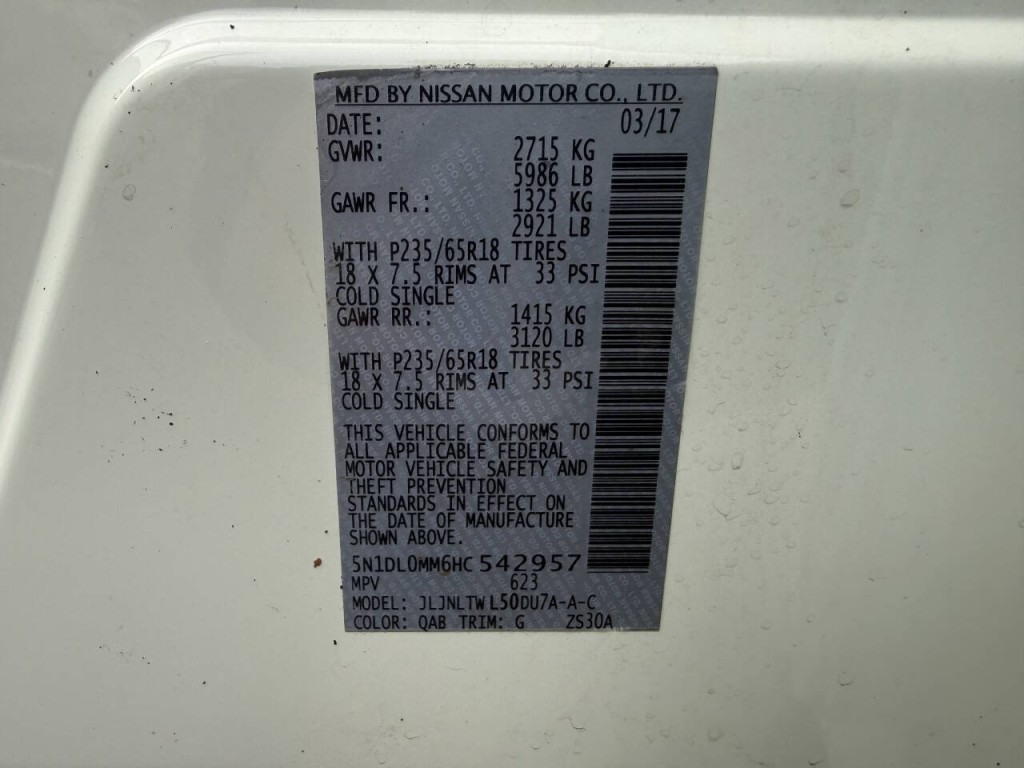 MFD BY NISSAN MOTOR CO., LTD.
DATE: 03/17
GVWR: 2715 KG
5986 LB
GAWR FR.: 1325 KG
2921 LB
WITH P235/65R18 TIRES
18 X 7.5 RIMS AT 33 PSI
COLD SINGLE
GAWR RR.: 1415 KG
3120 LB
WITH P235/65R18 TIRES
18 X 7.5 RIMS AT 33 PSI
COLD SINGLE
THIS VEHICLE CONFORMS TO
ALL APPLICABLE FEDERAL
MOTOR VEHICLE SAFETY AND
THEFT PREVENTION
STANDARDS IN EFFECT ON
THE DATE OF MANUFACTURE
SHOWN ABOVE.
5N1DL0MM6HC 542957
MPV 623
MODEL: JLJNLTW L50DU7A-A-C
COLOR: QAB TRIM: G ZS30A